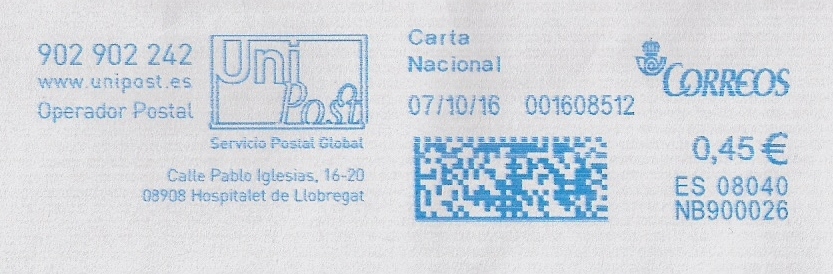 902 902 242
www.unipost.es
Operador Postal
Uni
Post
Servicio Postal Global
Calle Pablo Iglesias, 16-20
08908 Hospitalet de Llobregat
Carta
Nacional
07/10/16 001608512
CORREOS
0,45 €
ES 08040
NB900026